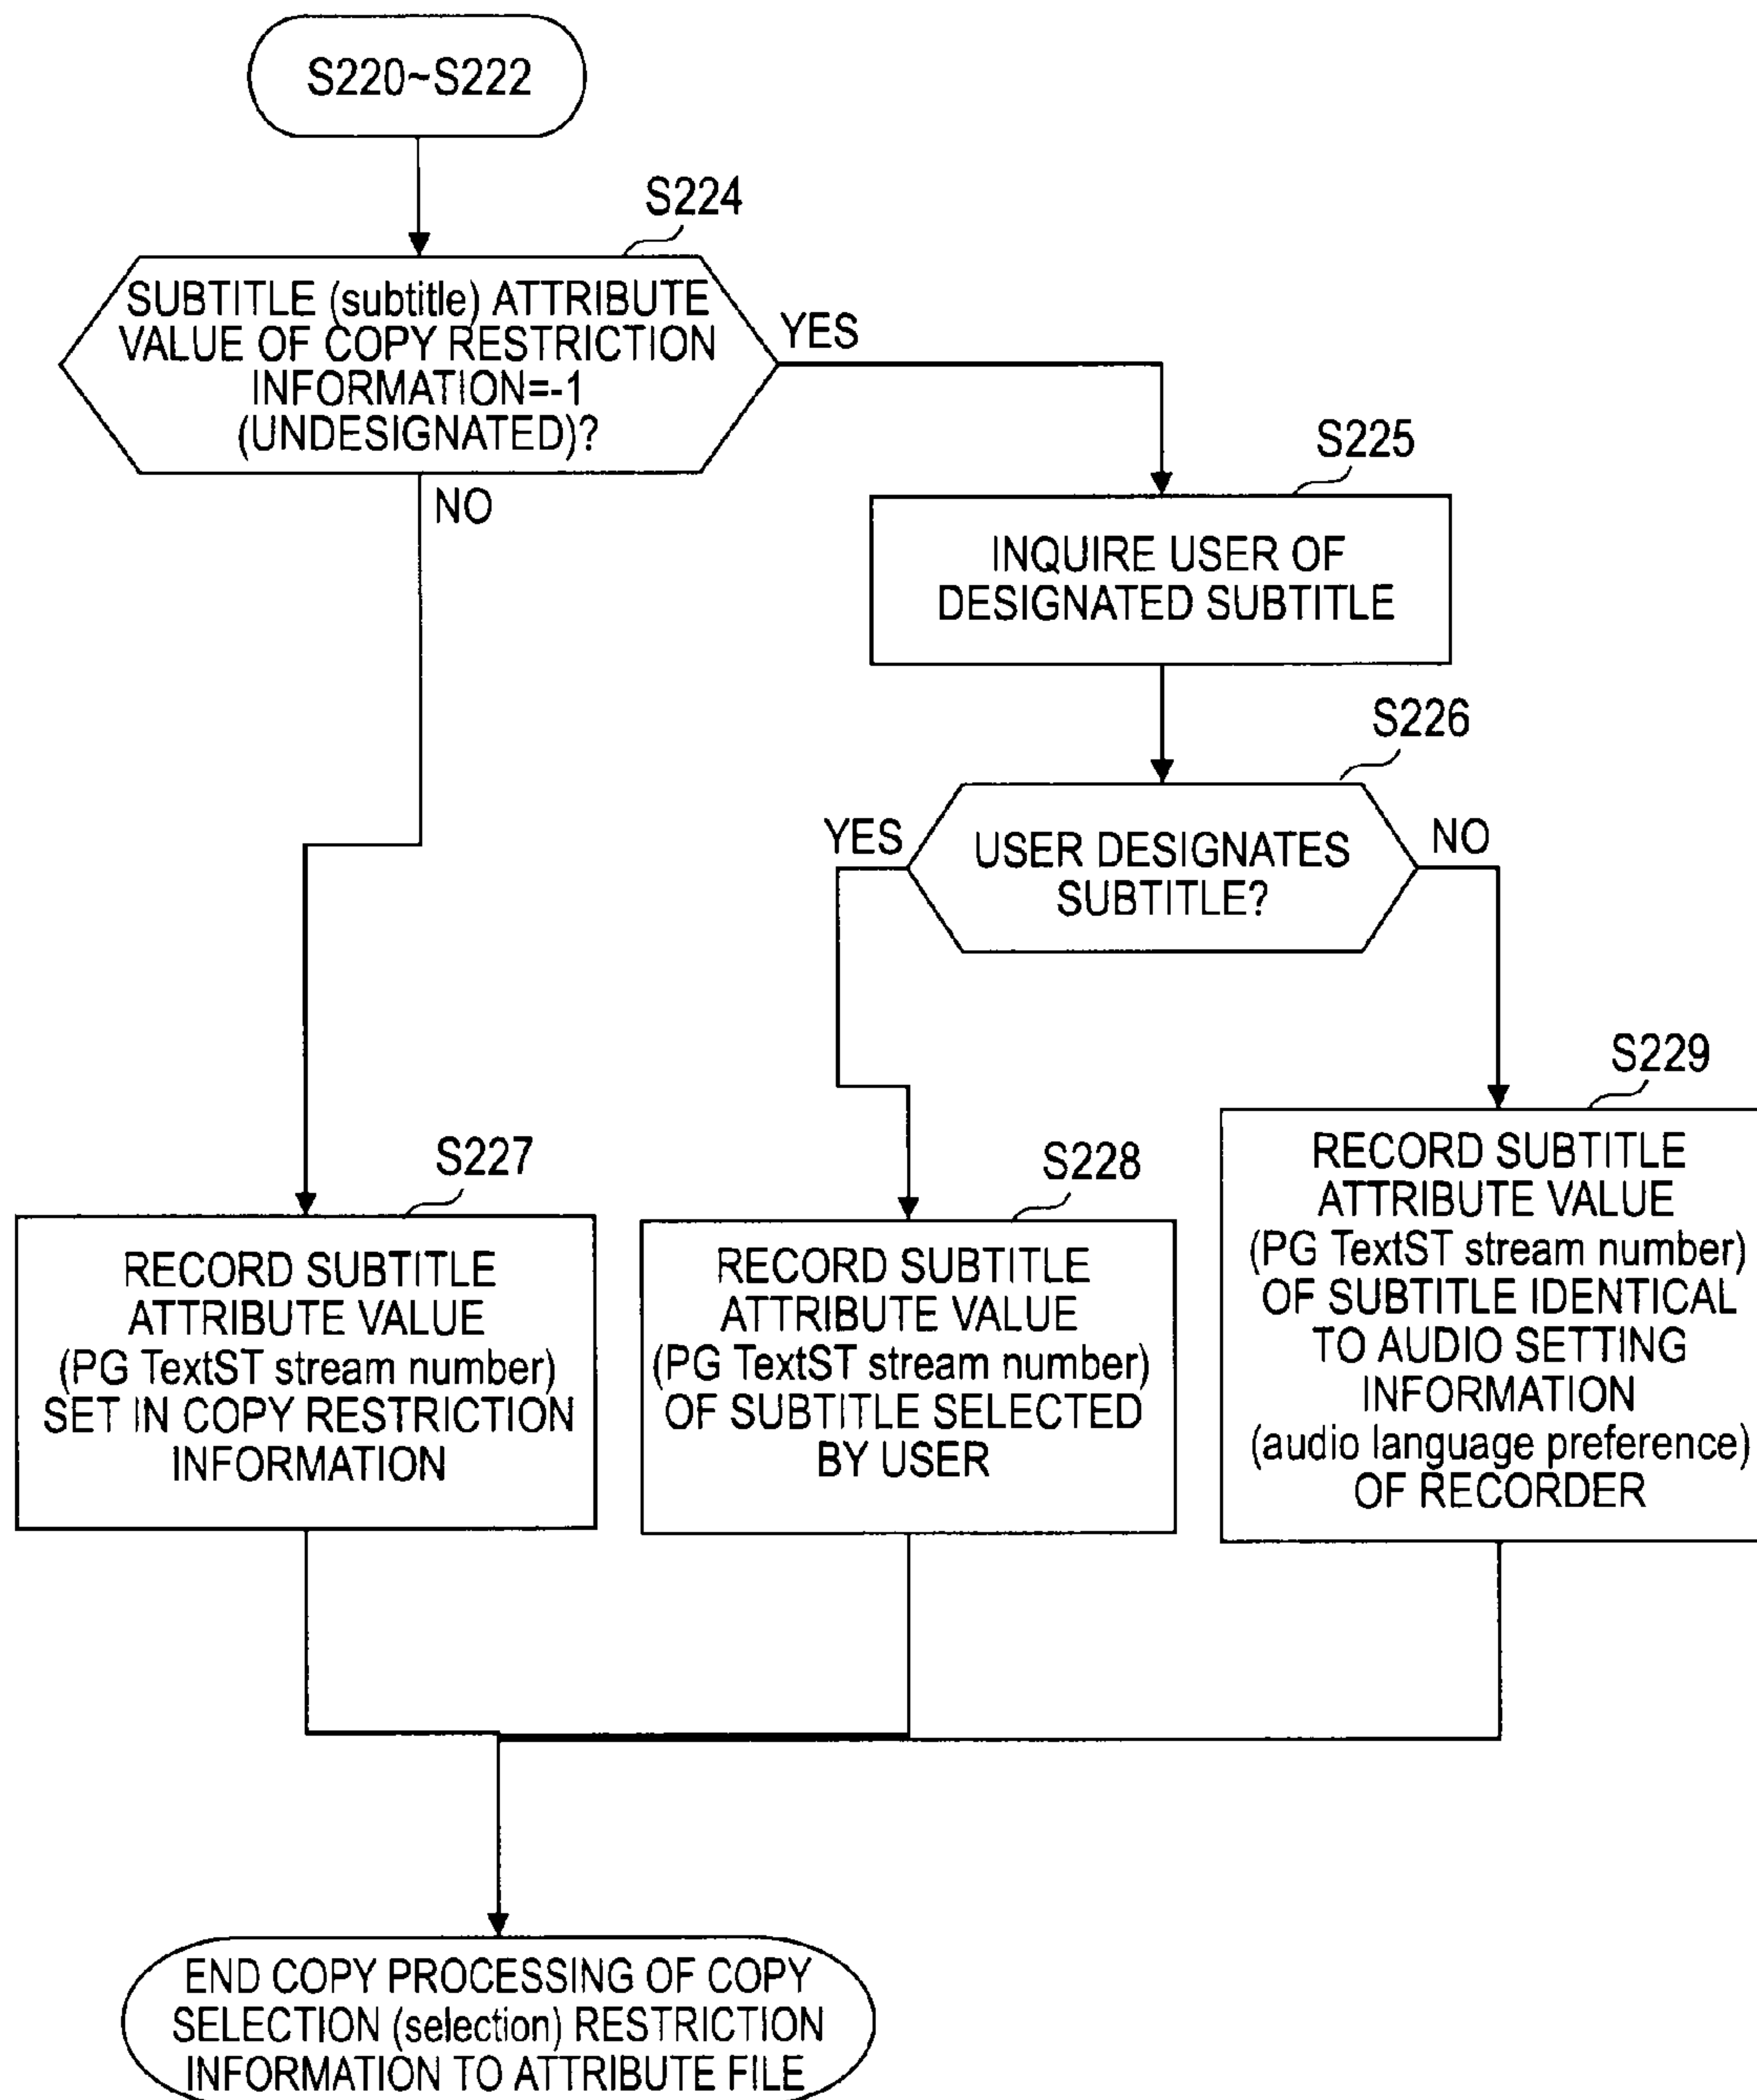 S220~S222
S224
SUBTITLE (subtitle) ATTRIBUTE
VALUE OF COPY RESTRICTION
INFORMATION=-1
(UNDESIGNATED)?
YES
NO
S225
INQUIRE USER OF
DESIGNATED SUBTITLE
S226
USER DESIGNATES
SUBTITLE?
YES
NO
S227
RECORD SUBTITLE
ATTRIBUTE VALUE
(PG TextST stream number)
SET IN COPY RESTRICTION
INFORMATION
S228
RECORD SUBTITLE
ATTRIBUTE VALUE
(PG TextST stream number)
OF SUBTITLE SELECTED
BY USER
S229
RECORD SUBTITLE
ATTRIBUTE VALUE
(PG TextST stream number)
OF SUBTITLE IDENTICAL
TO AUDIO SETTING
INFORMATION
(audio language preference)
OF RECORDER
END COPY PROCESSING OF COPY
SELECTION (selection) RESTRICTION
INFORMATION TO ATTRIBUTE FILE